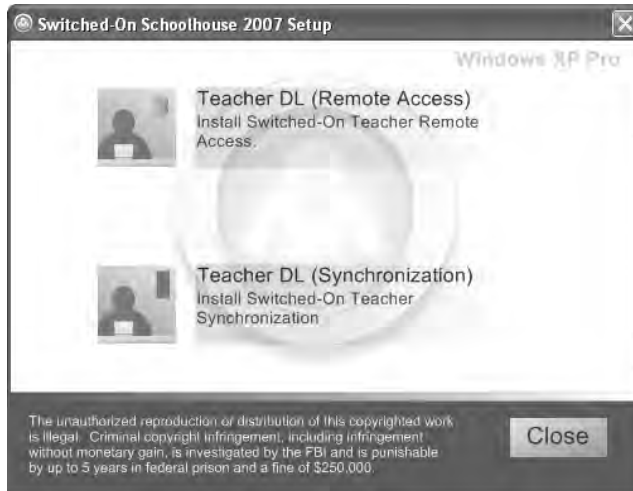 Switched-On Schoolhouse 2007 Setup
Windows XP Pro
Teacher DL (Remote Access)
Install Switched-On Teacher Remote
Access.
Teacher DL (Synchronization)
Install Switched-On Teacher
Synchronization
The unauthorized reproduction or distribution of this copyrighted work
is illegal. Criminal copyright infringement, including infringement
without monetary gain, is investigated by the FBI and is punishable
by up to 5 years in federal prison and a fine of $250,000.
Close